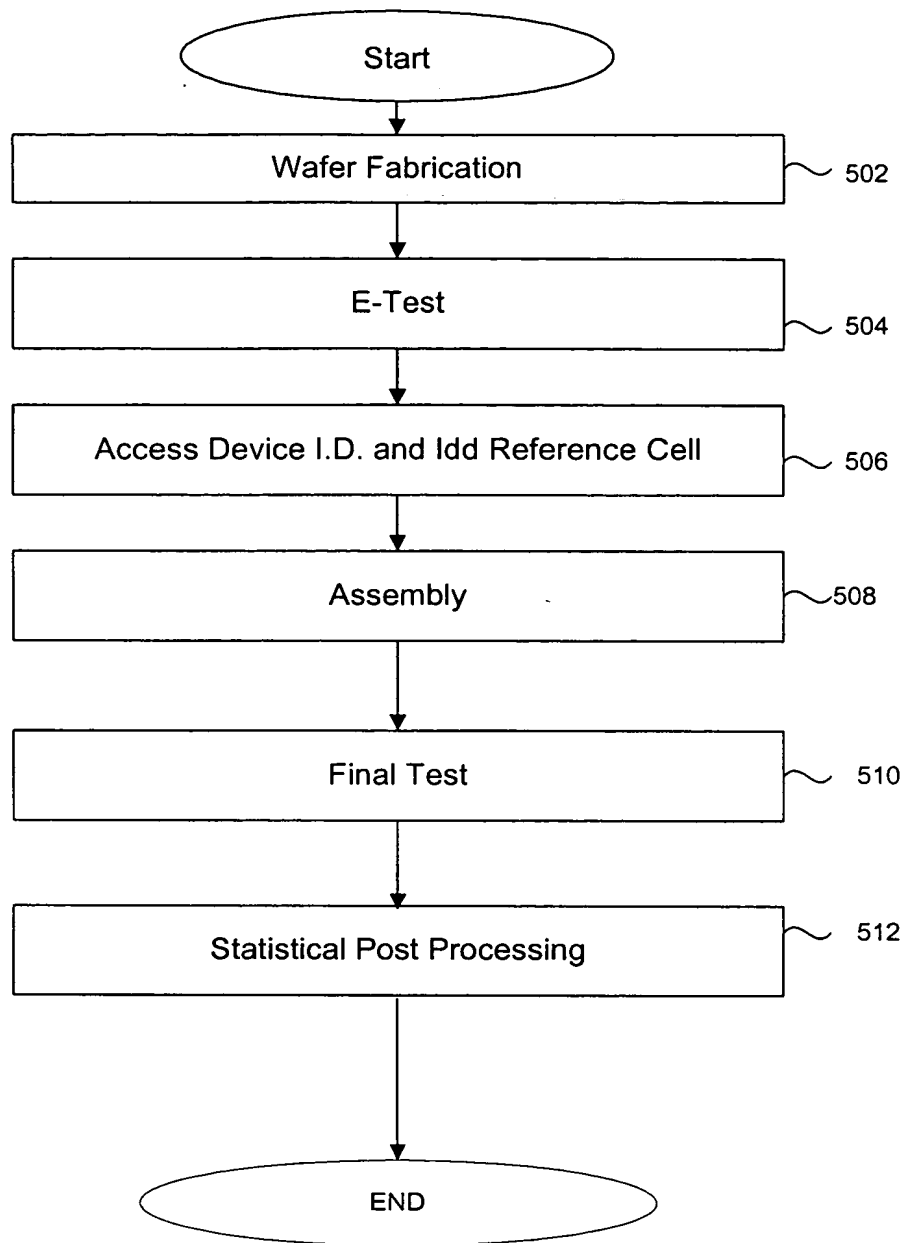 Start
Wafer Fabrication
502
E-Test
504
Access Device I.D. and Idd Reference Cell
506
Assembly
508
Final Test
510
Statistical Post Processing
512
END